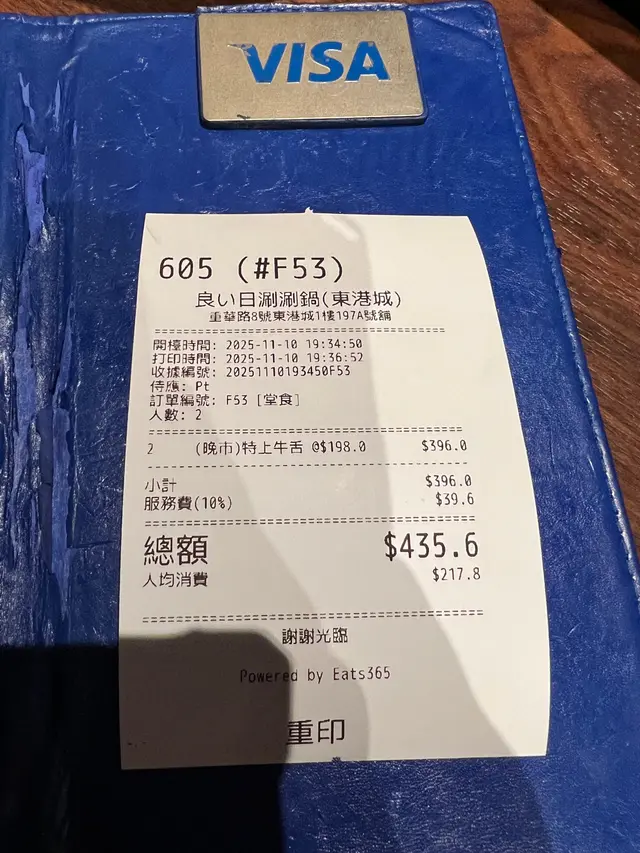 VISA
605 (#F53)
良い日涮涮鍋(東港城)
重華路8號東港城1樓197A號舖
開檯時間: 2025-11-10 19:34:50
打印時間: 2025-11-10 19:36:52
收據編號: 20251110193450F53
侍應: Pt
訂單編號: F53 [堂食]
人數: 2
2 (晚市)特上牛舌 @$198.0 $396.0
小計 $396.0
服務費(10%) $39.6
總額 $435.6
人均消費 $217.8
謝謝光臨
Powered by Eats365
重印